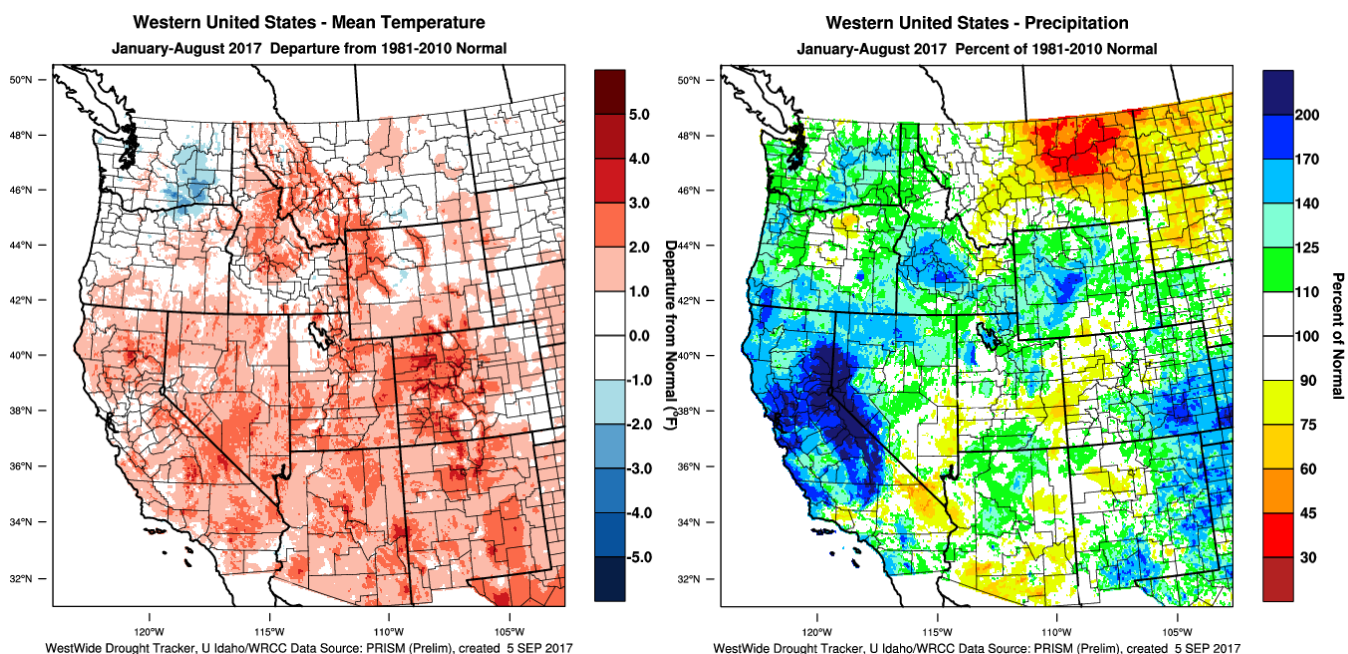 Western United States - Mean Temperature
January-August 2017 Departure from 1981-2010 Normal
50°N
48°N
46°N
44°N
42°N
40°N
38°N
36°N
34°N
32°N
120°W
115°W
110°W
105°W
5.0
4.0
3.0
2.0
1.0
0.0
-1.0
-2.0
-3.0
-4.0
-5.0
Departure from Normal (°F)
WestWide Drought Tracker, U Idaho/WRCC Data Source: PRISM (Prelim), created 5 SEP 2017
Western United States - Precipitation
January-August 2017 Percent of 1981-2010 Normal
50°N
48°N
46°N
44°N
42°N
40°N
38°N
36°N
34°N
32°N
120°W
115°W
110°W
105°W
200
170
140
125
110
100
90
75
60
45
30
Percent of Normal
WestWide Drought Tracker, U Idaho/WRCC Data Source: PRISM (Prelim), created 5 SEP 2017